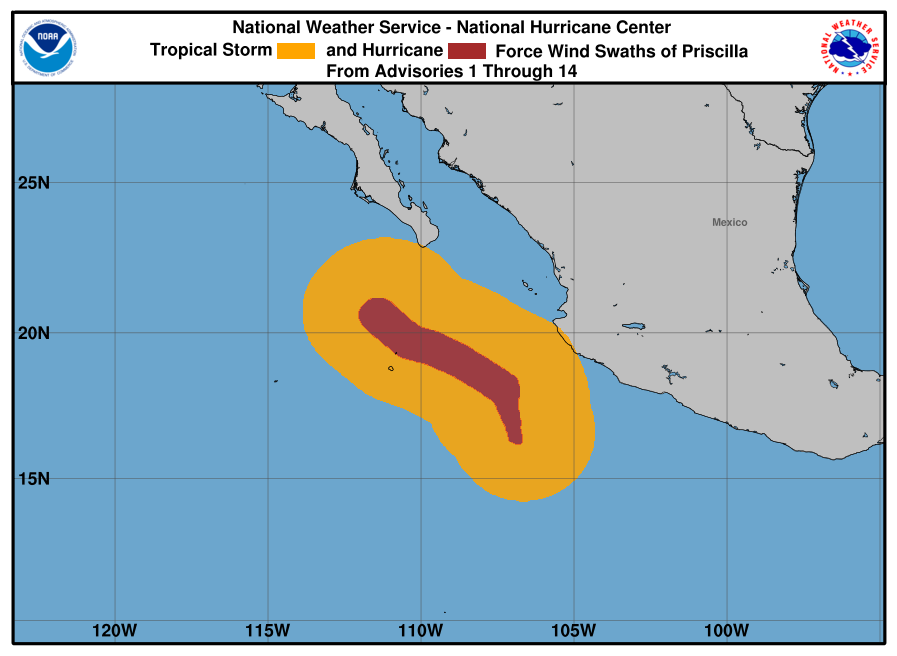 National Weather Service - National Hurricane Center
Tropical Storm and Hurricane Force Wind Swaths of Priscilla
From Advisories 1 Through 14
NOAA
NATIONAL WEATHER SERVICE
25N
Mexico
20N
15N
120W 115W 110W 105W 100W